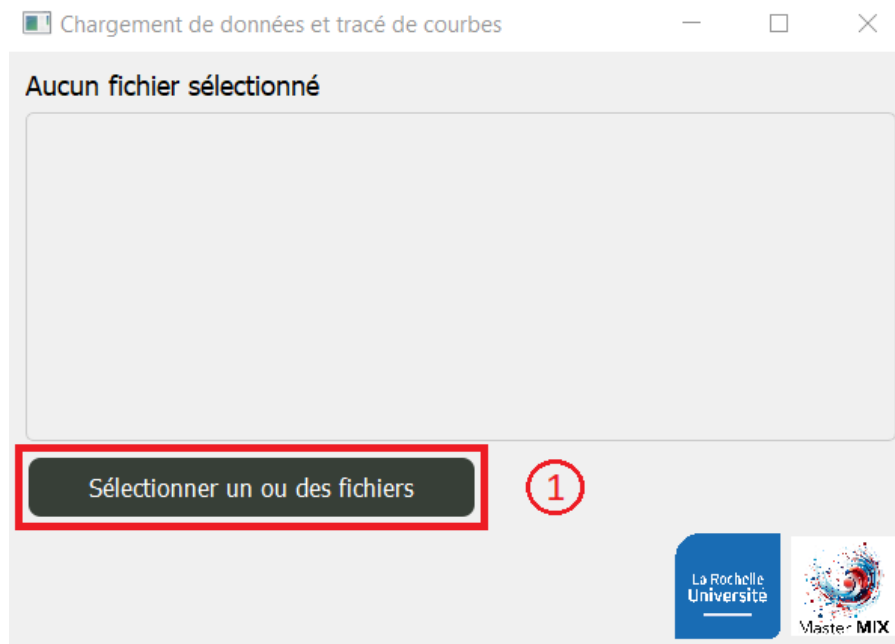 Chargement de données et tracé de courbes
Aucun fichier sélectionné
Sélectionner un ou des fichiers
1
La Rochelle
Université
Master MIX